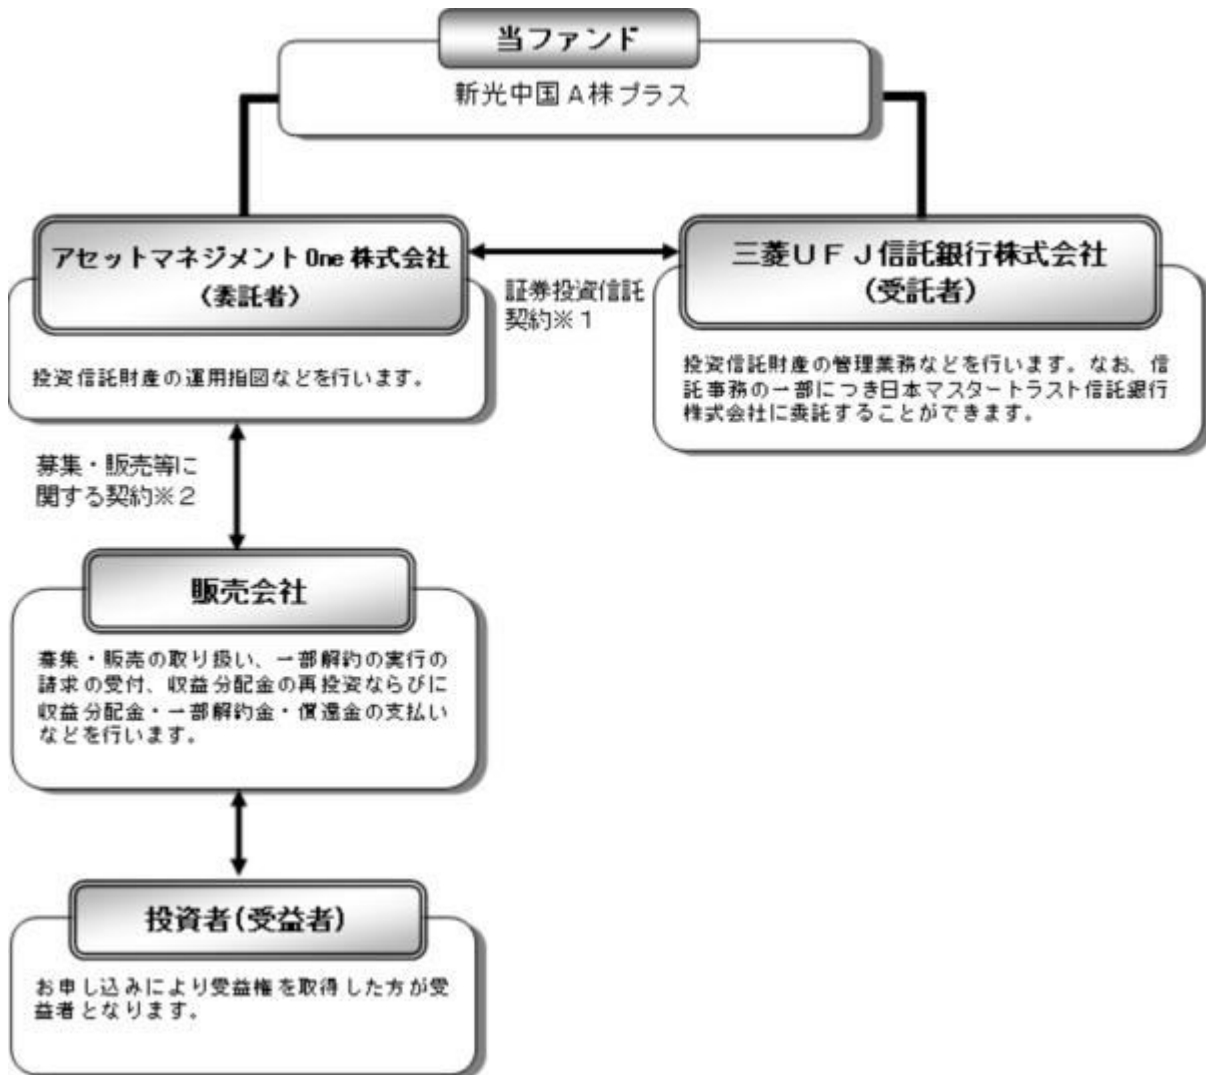 当ファンド
新光中国A株プラス
アセットマネジメントOne株式会社
(委託者)
投資信託財産の運用指図などを行います。
証券投資信託
契約※1
三菱UFJ信託銀行株式会社
(受託者)
投資信託財産の管理業務などを行います。なお、信
託事務の一部につき日本マスタートラスト信託銀行
株式会社に委託することができます。
募集・販売等に
関する契約※2
販売会社
募集・販売の取り扱い、一部解約の実行の
請求の受付、収益分配金の再投資ならびに
収益分配金・一部解約金・償還金の支払い
などを行います。
投資者(受益者)
お申し込みにより受益権を取得した方が受
益者となります。